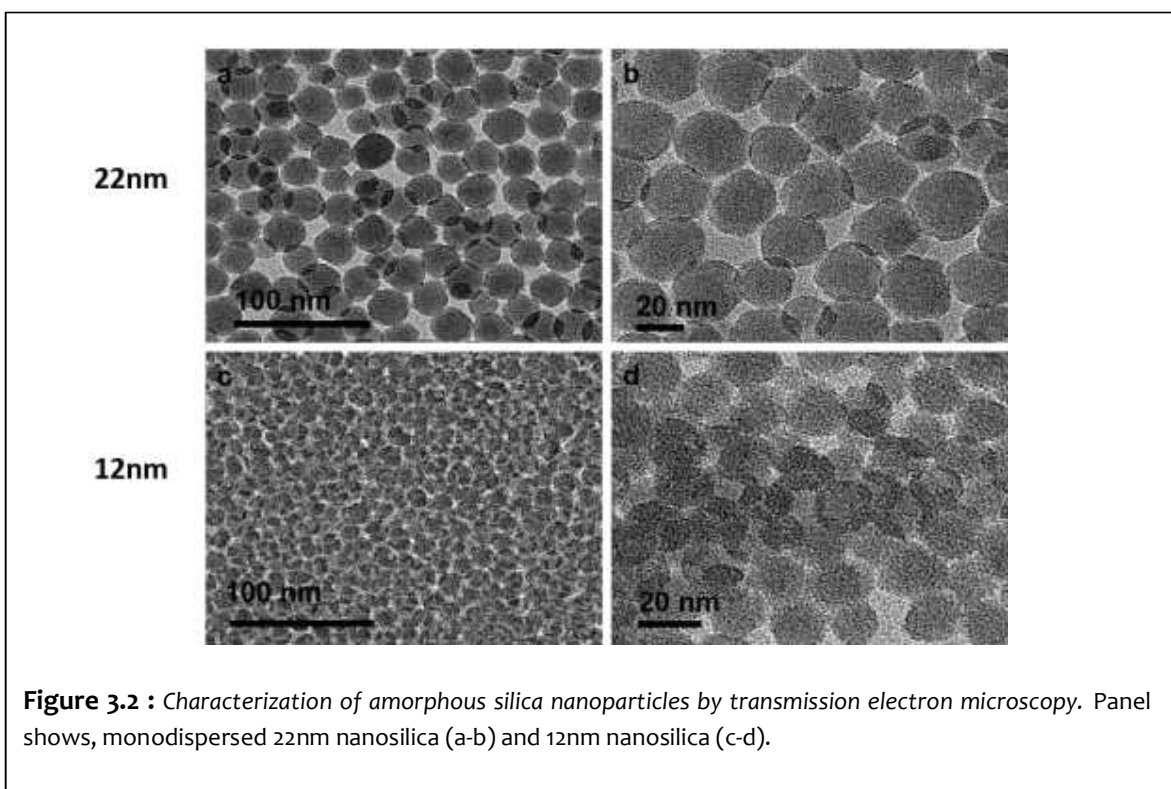 a
b
22nm
100 nm
20 nm
c
d
12nm
100 nm
20 nm
Figure 3.2 : Characterization of amorphous silica nanoparticles by transmission electron microscopy. Panel
shows, monodispersed 22nm nanosilica (a-b) and 12nm nanosilica (c-d).